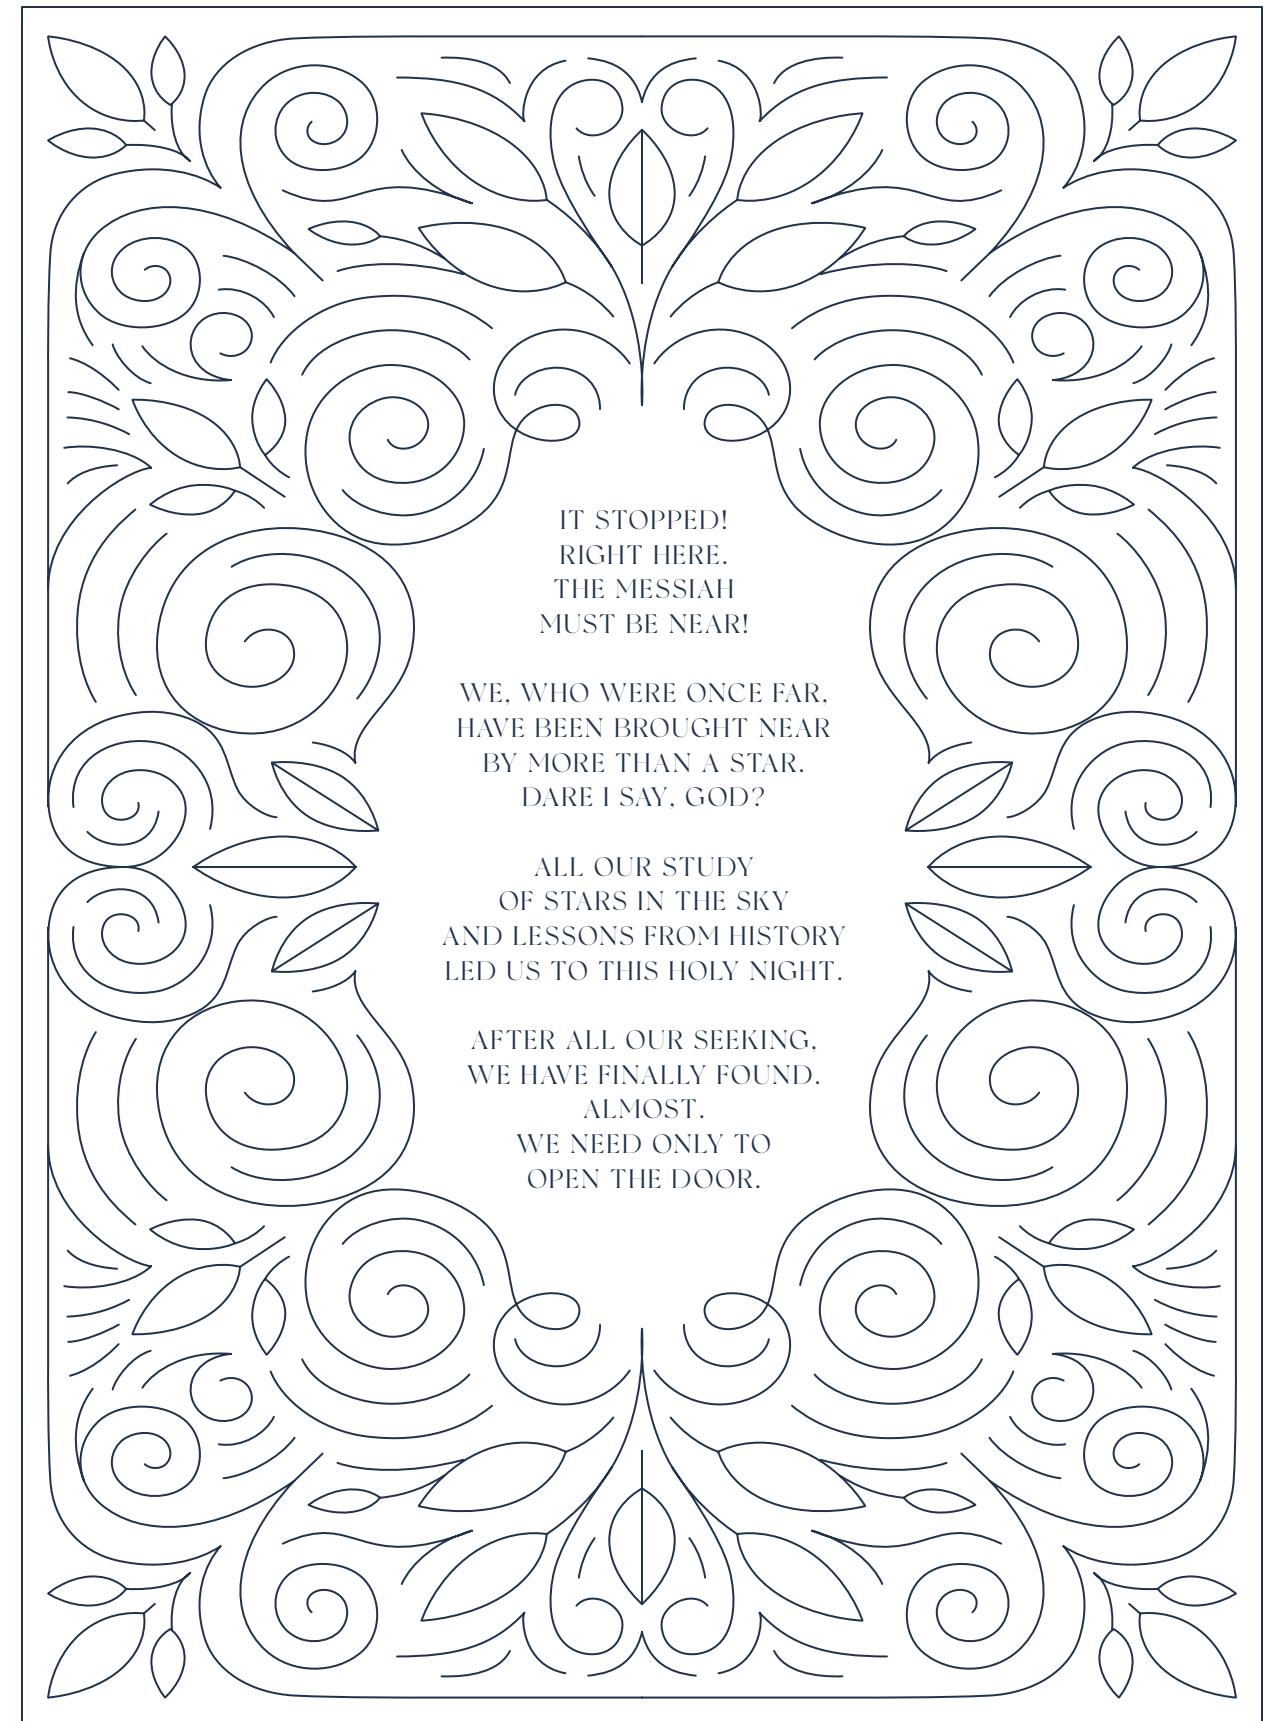 IT STOPPED!
RIGHT HERE.
THE MESSIAH
MUST BE NEAR!
WE, WHO WERE ONCE FAR,
HAVE BEEN BROUGHT NEAR
BY MORE THAN A STAR.
DARE I SAY, GOD?
ALL OUR STUDY
OF STARS IN THE SKY
AND LESSONS FROM HISTORY
LED US TO THIS HOLY NIGHT.
AFTER ALL OUR SEEKING,
WE HAVE FINALLY FOUND.
ALMOST.
WE NEED ONLY TO
OPEN THE DOOR.